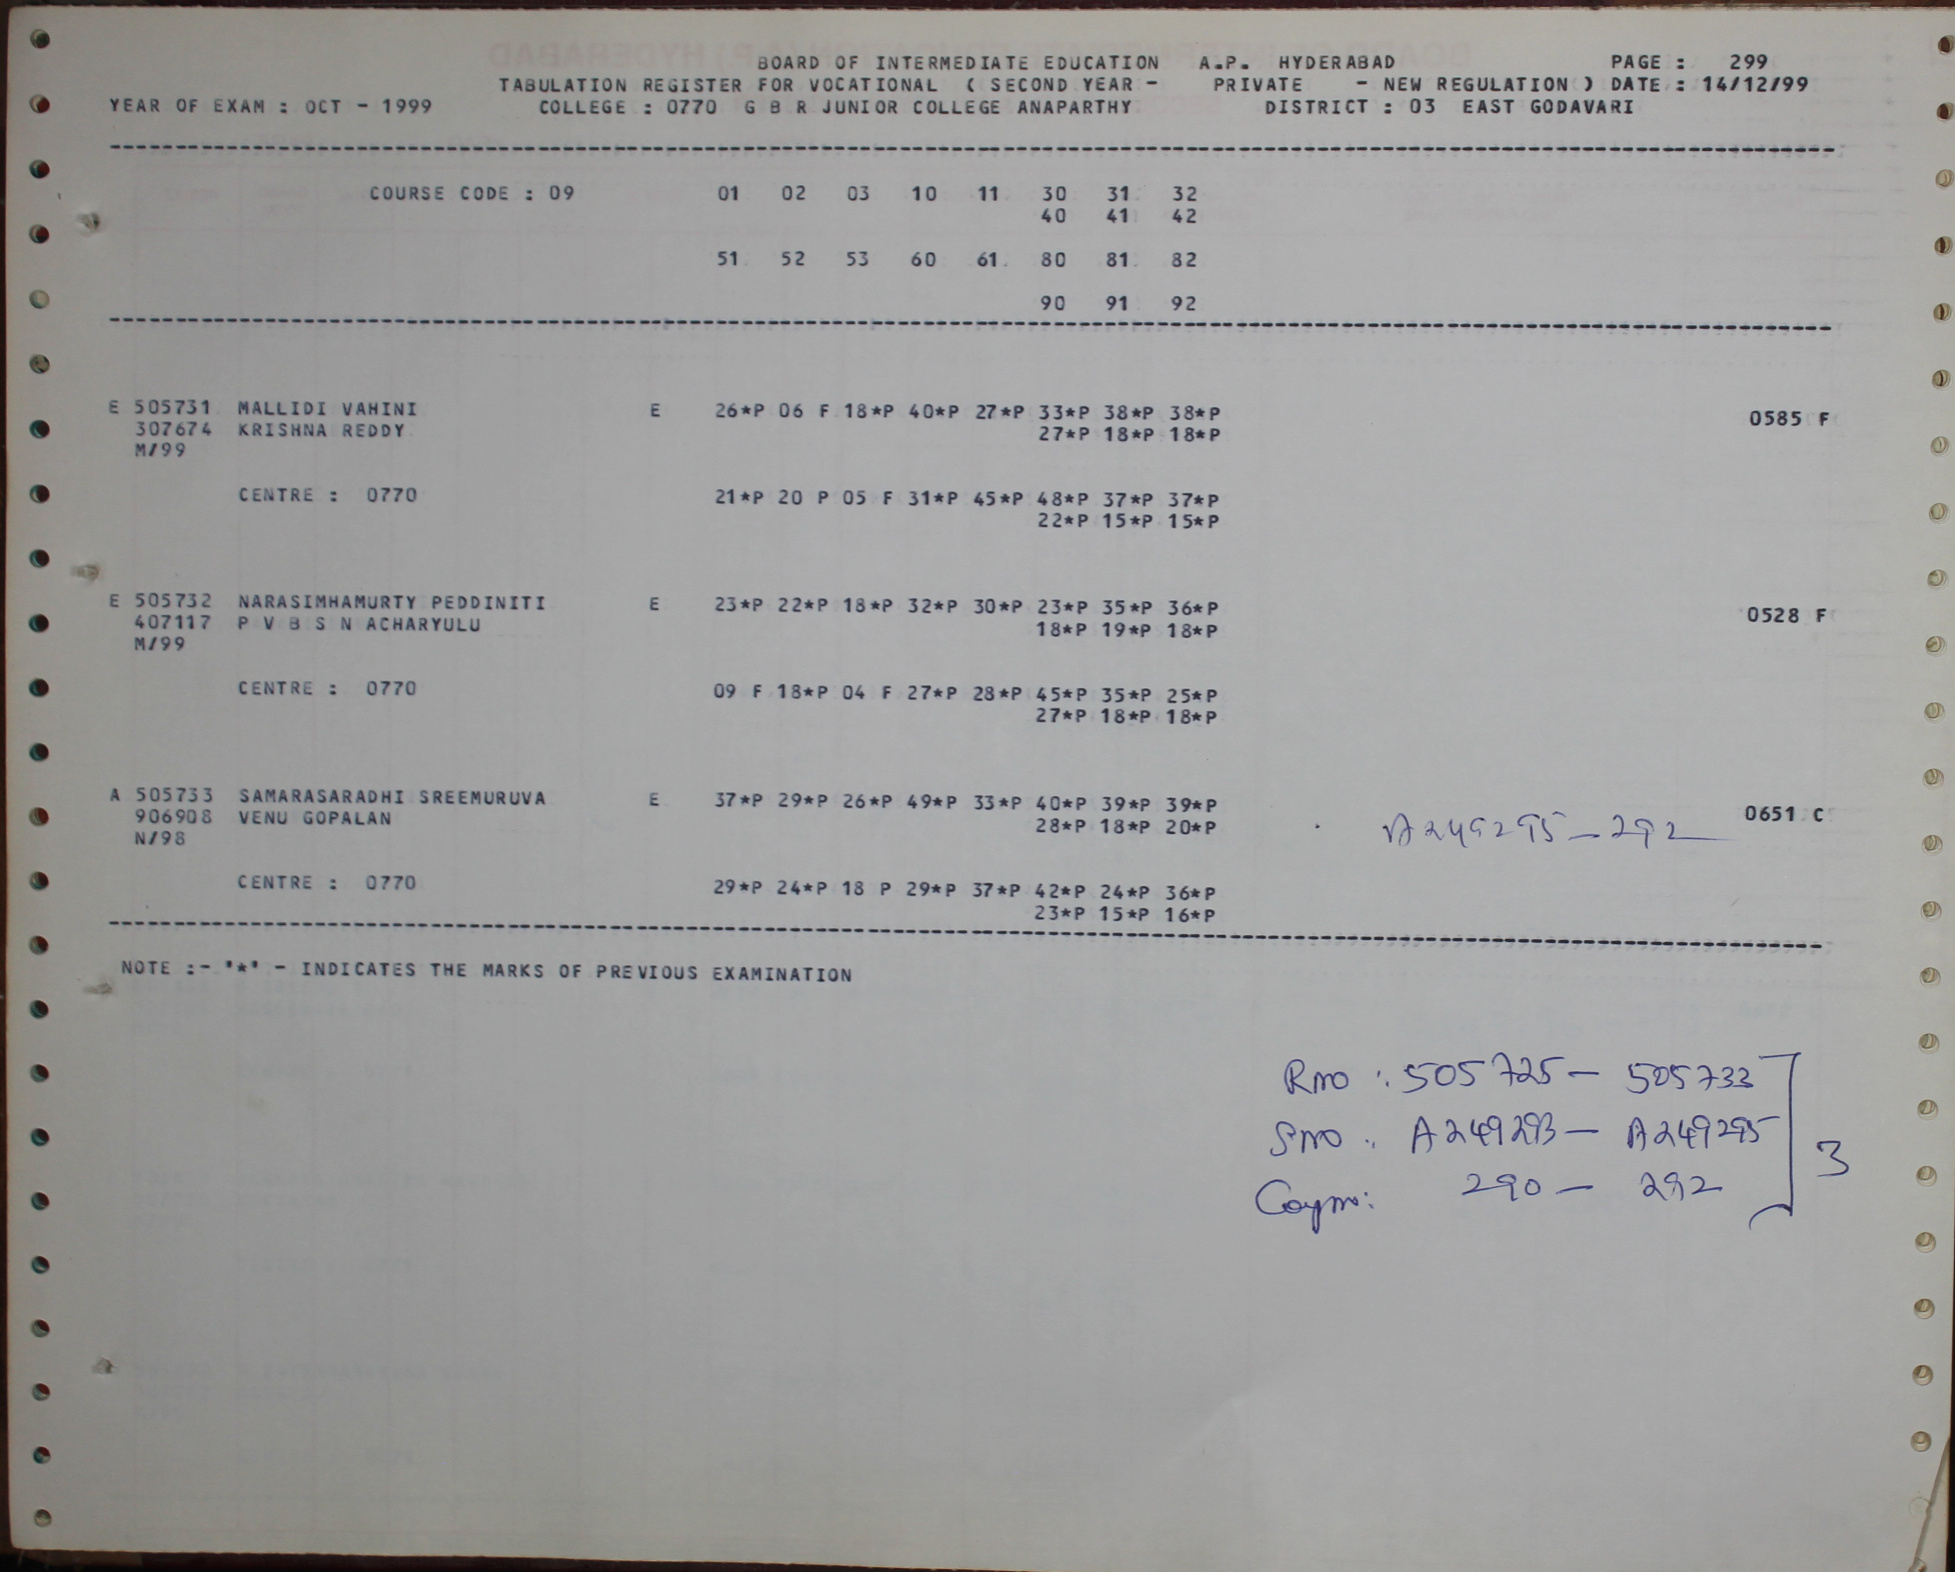 BOARD OF INTERMEDIATE EDUCATION A.P. HYDERABAD PAGE : 299
TABULATION REGISTER FOR VOCATIONAL ( SECOND YEAR - PRIVATE - NEW REGULATION ) DATE : 14/12/99
YEAR OF EXAM : OCT - 1999 COLLEGE : 0770 G B R JUNIOR COLLEGE ANAPARTHY DISTRICT : 03 EAST GODAVARI
COURSE CODE : 09 01 02 03 10 11 30 31 32
40 41 42
51 52 53 60 61 80 81 82
90 91 92
E 505731 MALLIDI VAHINI E 26*P 06 F 18*P 40*P 27*P 33*P 38*P 38*P 0585 F
307674 KRISHNA REDDY 27*P 18*P 18*P
M/99
CENTRE : 0770 21*P 20 P 05 F 31*P 45*P 48*P 37*P 37*P
22*P 15*P 15*P
E 505732 NARASIMHAMURTY PEDDINITI E 23*P 22*P 18*P 32*P 30*P 23*P 35*P 36*P 0528 F
407117 P V B S N ACHARYULU 18*P 19*P 18*P
M/99
CENTRE : 0770 09 F 18*P 04 F 27*P 28*P 45*P 35*P 25*P
27*P 18*P 18*P
A 505733 SAMARASARADHI SREEMURUVA E 37*P 29*P 26*P 49*P 33*P 40*P 39*P 39*P 0651 C
906908 VENU GOPALAN 28*P 18*P 20*P A249295-292
N/98
CENTRE : 0770 29*P 24*P 18 P 29*P 37*P 42*P 24*P 36*P
23*P 15*P 16*P
NOTE :- "*" - INDICATES THE MARKS OF PREVIOUS EXAMINATION
Rno : 505725 - 505733
Sno : A249293 - A249295 3
290 - 292